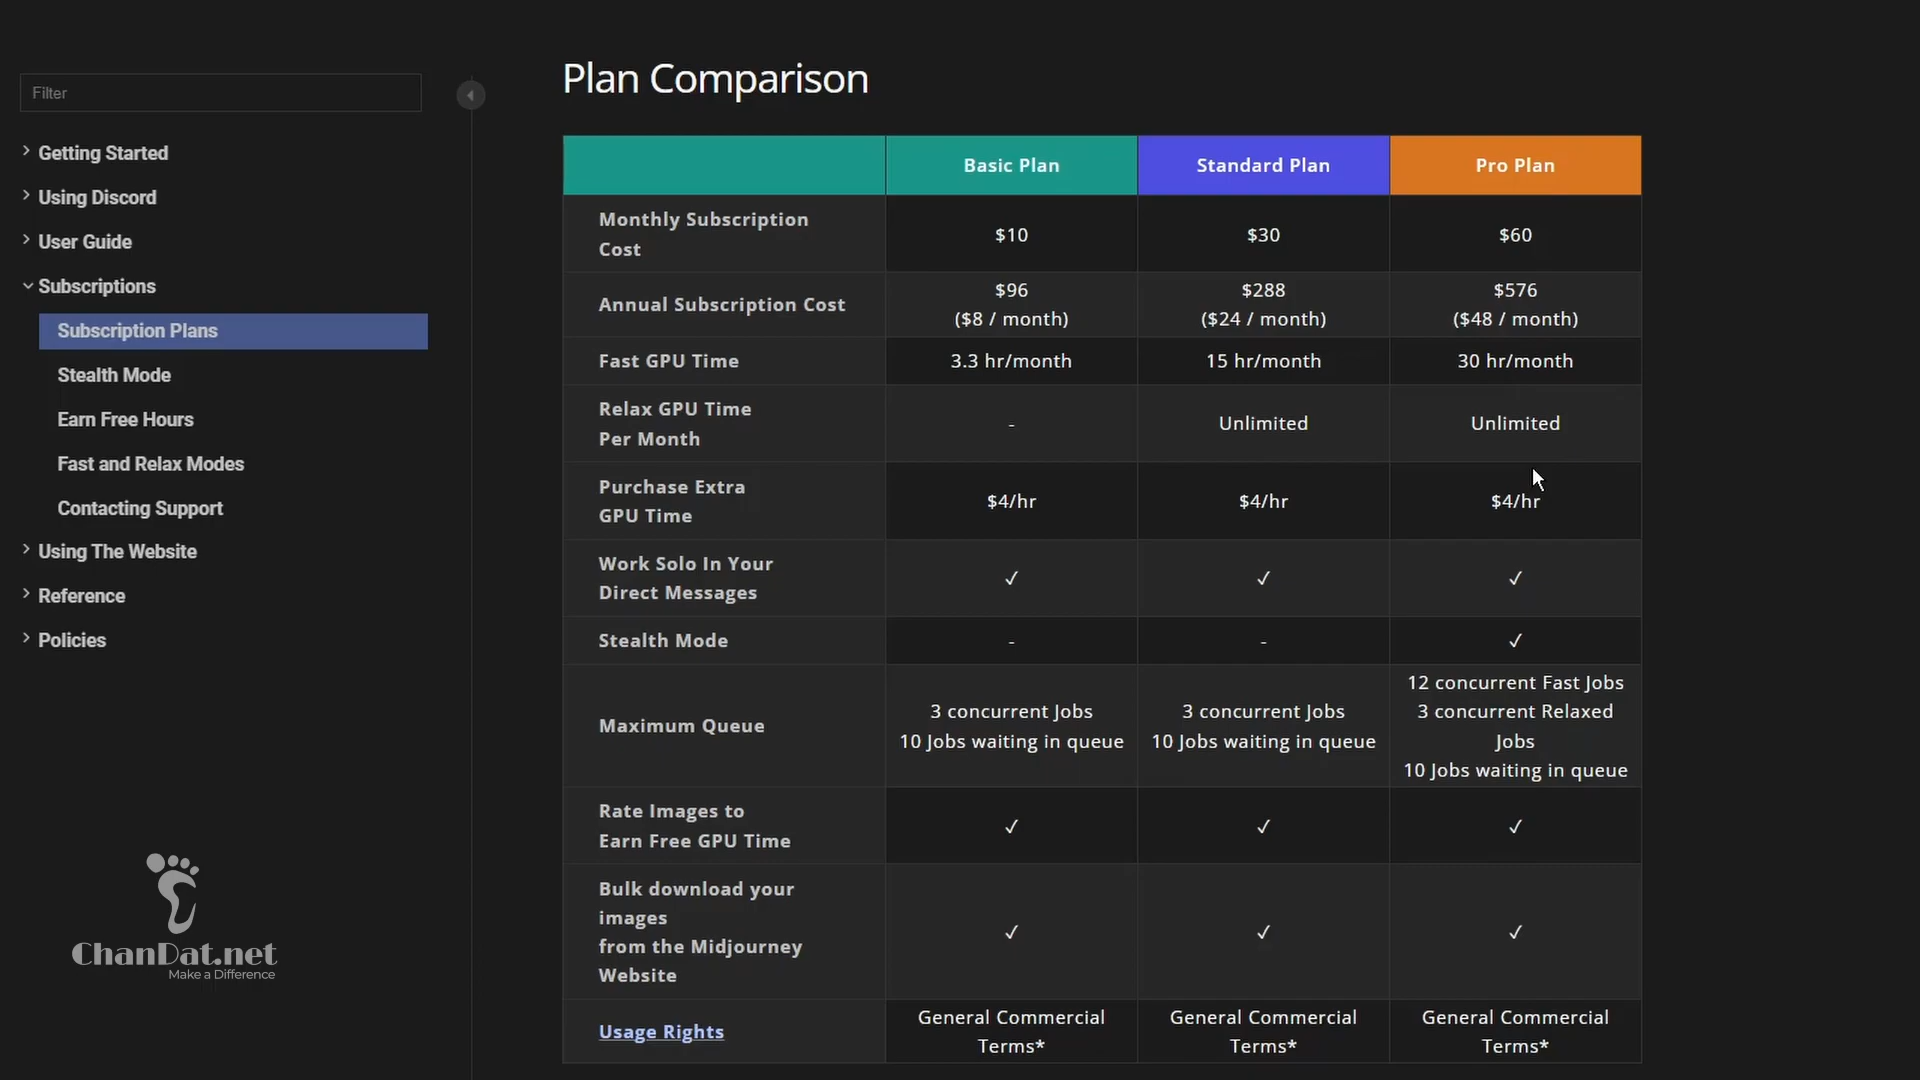 Filter
Getting Started
Using Discord
User Guide
Subscriptions
Subscription Plans
Stealth Mode
Earn Free Hours
Fast and Relax Modes
Contacting Support
Using The Website
Reference
Policies
ChanDat.net
Make a Difference
Plan Comparison
Basic Plan Standard Plan Pro Plan
Monthly Subscription
Cost
$10 $30 $60
Annual Subscription Cost
$96 $288 $576
($8 / month) ($24 / month) ($48 / month)
Fast GPU Time 3.3 hr/month 15 hr/month 30 hr/month
Relax GPU Time
Per Month
- Unlimited Unlimited
Purchase Extra
GPU Time
$4/hr $4/hr $4/hr
Work Solo In Your
Direct Messages
✓ ✓ ✓
Stealth Mode - - ✓
Maximum Queue
3 concurrent Jobs
10 Jobs waiting in queue
3 concurrent Jobs
10 Jobs waiting in queue
12 concurrent Fast Jobs
3 concurrent Relaxed
Jobs
10 Jobs waiting in queue
Rate Images to
Earn Free GPU Time
✓ ✓ ✓
Bulk download your
images
from the Midjourney
Website
✓ ✓ ✓
Usage Rights
General Commercial
Terms*
General Commercial
Terms*
General Commercial
Terms*